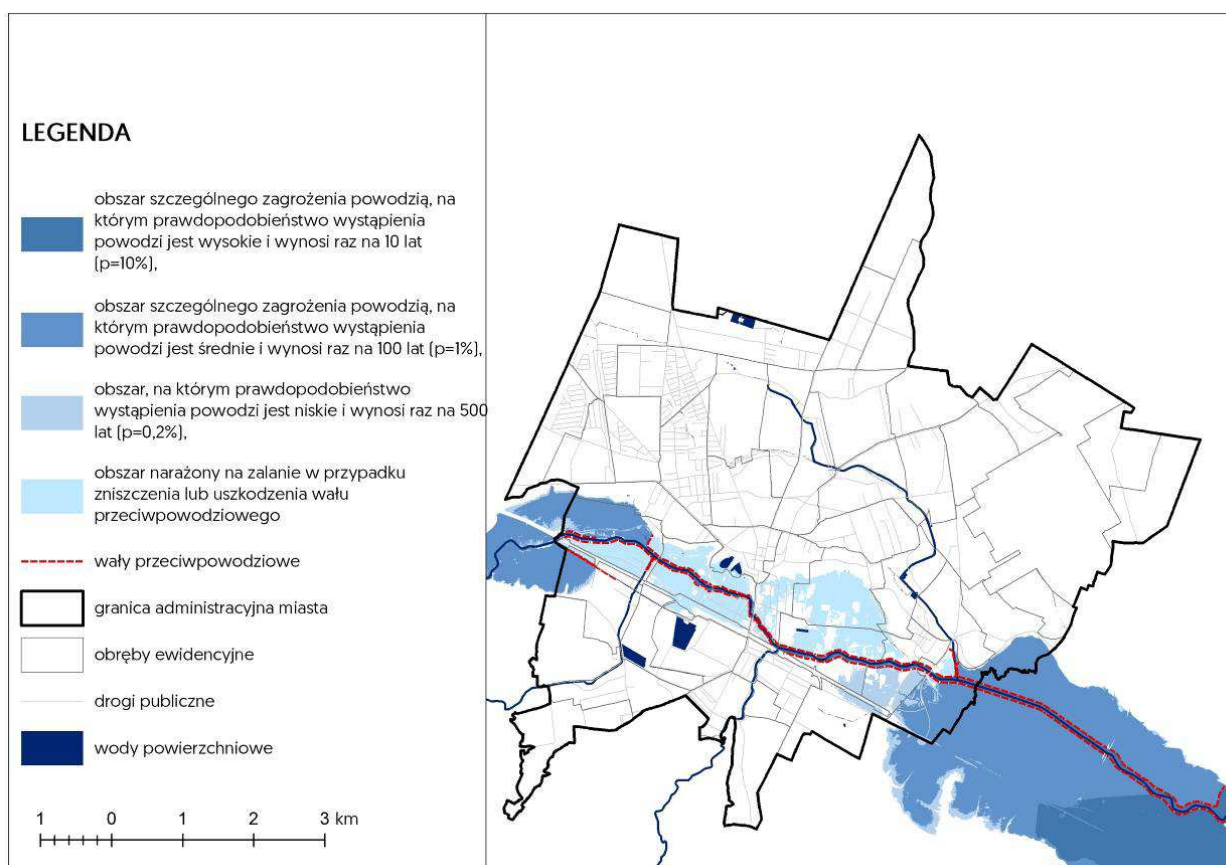 LEGENDA
obszar szczególnego zagrożenia powodzią, na
którym prawdopodobieństwo wystąpienia
powodzi jest wysokie i wynosi raz na 10 lat
(p=10%),
obszar szczególnego zagrożenia powodzią, na
którym prawdopodobieństwo wystąpienia
powodzi jest średnie i wynosi raz na 100 lat (p=1%),
obszar, na którym prawdopodobieństwo
wystąpienia powodzi jest niskie i wynosi raz na 500
lat (p=0,2%),
obszar narażony na zalanie w przypadku
zniszczenia lub uszkodzenia wału
przeciwpowodziowego
wały przeciwpowodziowe
granica administracyjna miasta
obręby ewidencyjne
drogi publiczne
wody powierzchniowe
1 0 1 2 3 km